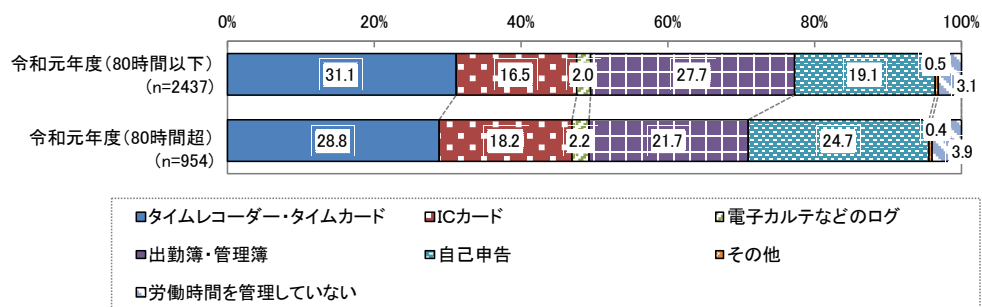 0% 20% 40% 60% 80% 100%
令和元年度(80時間以下)
(n=2437)
31.1 16.5 2.0 27.7 19.1 0.5 3.1
令和元年度(80時間超)
(n=954)
28.8 18.2 2.2 21.7 24.7 0.4 3.9
タイムレコーダー・タイムカード ICカード 電子カルテなどのログ
出勤簿・管理簿 自己申告 その他
労働時間を管理していない